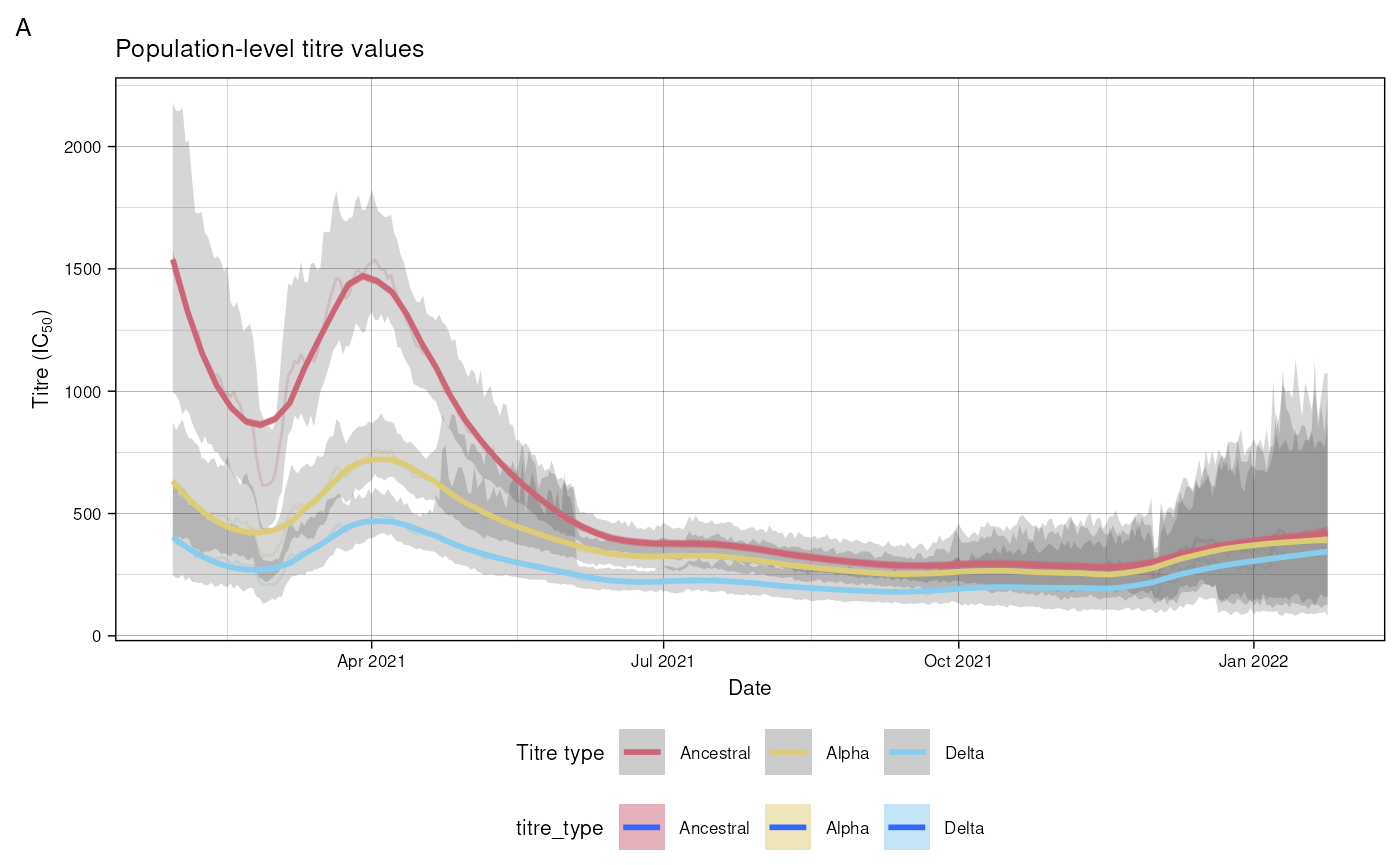 A
Population-level titre values
Titre (IC50)
2000
1500
1000
500
0
Apr 2021 Jul 2021 Oct 2021 Jan 2022
Date
Titre type Ancestral Alpha Delta
titre_type Ancestral Alpha Delta